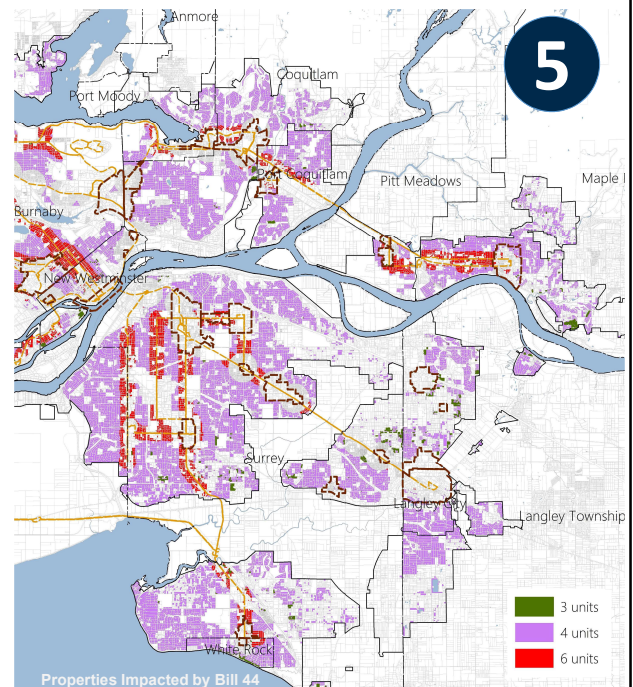 Anmore
5
Coquitlam
Port Moody
Port Coquitlam
Pitt Meadows
Maple
Burnaby
New Westminster
Surrey
Langley City
Langley Township
3 units
4 units
6 units
White Rock
Properties Impacted by Bill 44